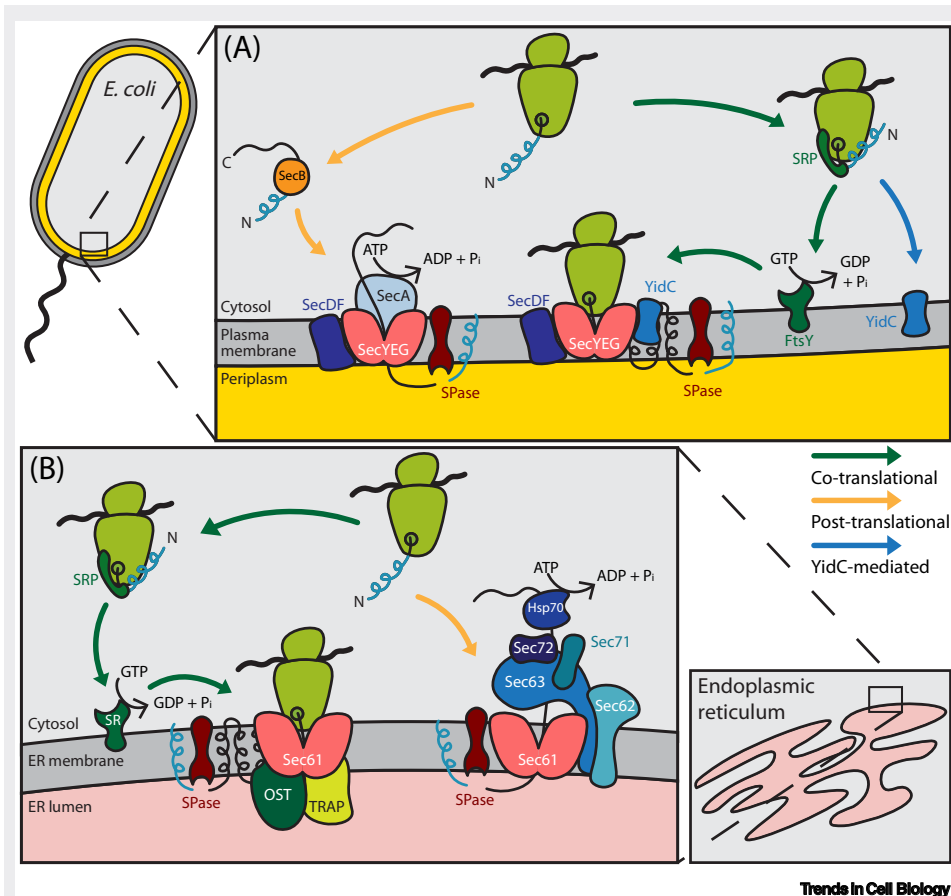 E. coli
(A)
N
SRP
C
SecB
N
N
ATP
ADP + Pi
SecA
GTP
GDP
+ Pi
Cytosol
SecDF
SecDF
YidC
YidC
Plasma
membrane
SecYEG
SecYEG
FtsY
Periplasm
SPase
SPase
(B)
Co-translational
Post-translational
YidC-mediated
N
SRP
N
ATP
ADP + Pi
Hsp70
Sec72
Sec71
Sec63
Sec62
GTP
GDP + Pi
SR
Cytosol
ER membrane
Sec61
Sec61
ER lumen
SPase
OST
TRAP
SPase
Endoplasmic
reticulum
Trends in Cell Biology